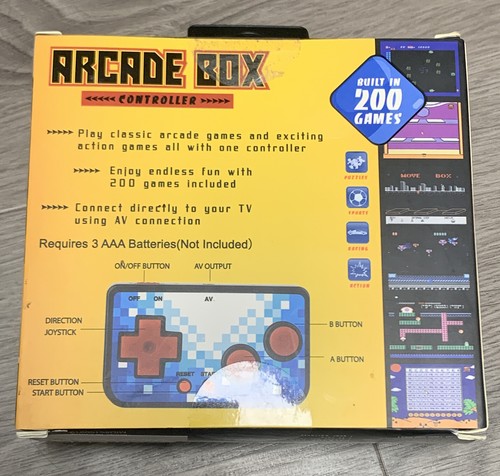 ARCADE BOX
<<<<< CONTROLLER >>>>>
BUILT IN
200
GAMES
>>>>> Play classic arcade games and exciting
action games all with one controller
>>>>> Enjoy endless fun with
200 games included
>>>>> Connect directly to your TV
using AV connection
Requires 3 AAA Batteries(Not Included)
PUZZLES
SPORTS
RACING
ACTION
MOVE BOX
ON/OFF BUTTON
AV OUTPUT
OFF ON
AV
DIRECTION
JOYSTICK
B BUTTON
A BUTTON
RESET
RESET BUTTON
START BUTTON